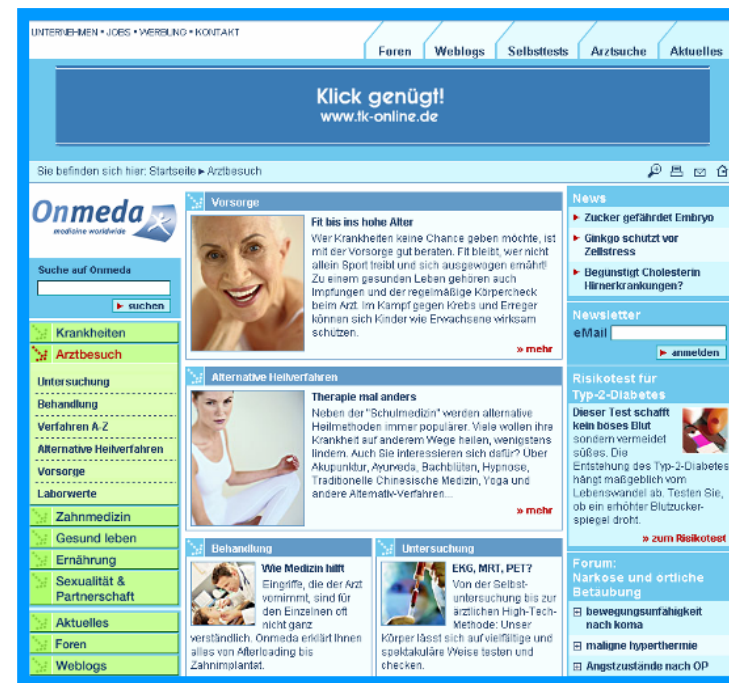 UNTERNEHMEN • JOBS • WERBUNG • KONTAKT
Foren Weblogs Selbsttests Arztsuche Aktuelles
Klick genügt!
www.tk-online.de
Sie befinden sich hier: Startseite ► Arztbesuch
Onmeda
medicine worldwide
Suche auf Onmeda
► suchen
Krankheiten
Arztbesuch
Untersuchung
Behandlung
Verfahren A-Z
Alternative Heilverfahren
Vorsorge
Laborwerte
Zahnmedizin
Gesund leben
Ernährung
Sexualität &
Partnerschaft
Aktuelles
Foren
Weblogs
Vorsorge
Fit bis ins hohe Alter
Wer Krankheiten keine Chance geben möchte, ist
mit der Vorsorge gut beraten. Fit bleibt, wer nicht
allein Sport treibt und sich ausgewogen ernährt!
Zu einem gesunden Leben gehören auch
Impfungen und der regelmäßige Körpercheck
beim Arzt. Im Kampf gegen Krebs und Erreger
können sich Kinder wie Erwachsene wirksam
schützen.
» mehr
Alternative Heilverfahren
Therapie mal anders
Neben der "Schulmedizin" werden alternative
Heilmethoden immer populärer. Viele wollen ihre
Krankheit auf anderem Wege heilen, wenigstens
lindern. Auch Sie interessieren sich dafür? Über
Akupunktur, Ayurveda, Bachblüten, Hypnose,
Traditionelle Chinesische Medizin, Yoga und
andere Alternativ-Verfahren...
» mehr
Behandlung
Wie Medizin hilft
Eingriffe, die der Arzt
vornimmt, sind für
den Einzelnen oft
nicht ganz
verständlich. Onmeda erklärt Ihnen
alles von Afterloading bis
Zahnimplantat.
Untersuchung
EKG, MRT, PET?
Von der Selbst-
untersuchung bis zur
ärztlichen High-Tech-
Methode: Unser
Körper lässt sich auf vielfältige und
spektakuläre Weise testen und
checken.
News
► Zucker gefährdet Embryo
► Ginkgo schützt vor
Zellstress
► Begünstigt Cholesterin
Hirnerkrankungen?
Newsletter
eMail
► anmelden
Risikotest für
Typ-2-Diabetes
Dieser Test schafft
kein böses Blut
sondern vermeidet
süßes. Die
Entstehung des Typ-2-Diabetes
hängt maßgeblich vom
Lebenswandel ab. Testen Sie,
ob ein erhöhter Blutzucker-
spiegel droht.
» zum Risikotest
Forum:
Narkose und örtliche
Betäubung
bewegungsunfähigkeit
nach koma
maligne hyperthermie
Angstzustände nach OP